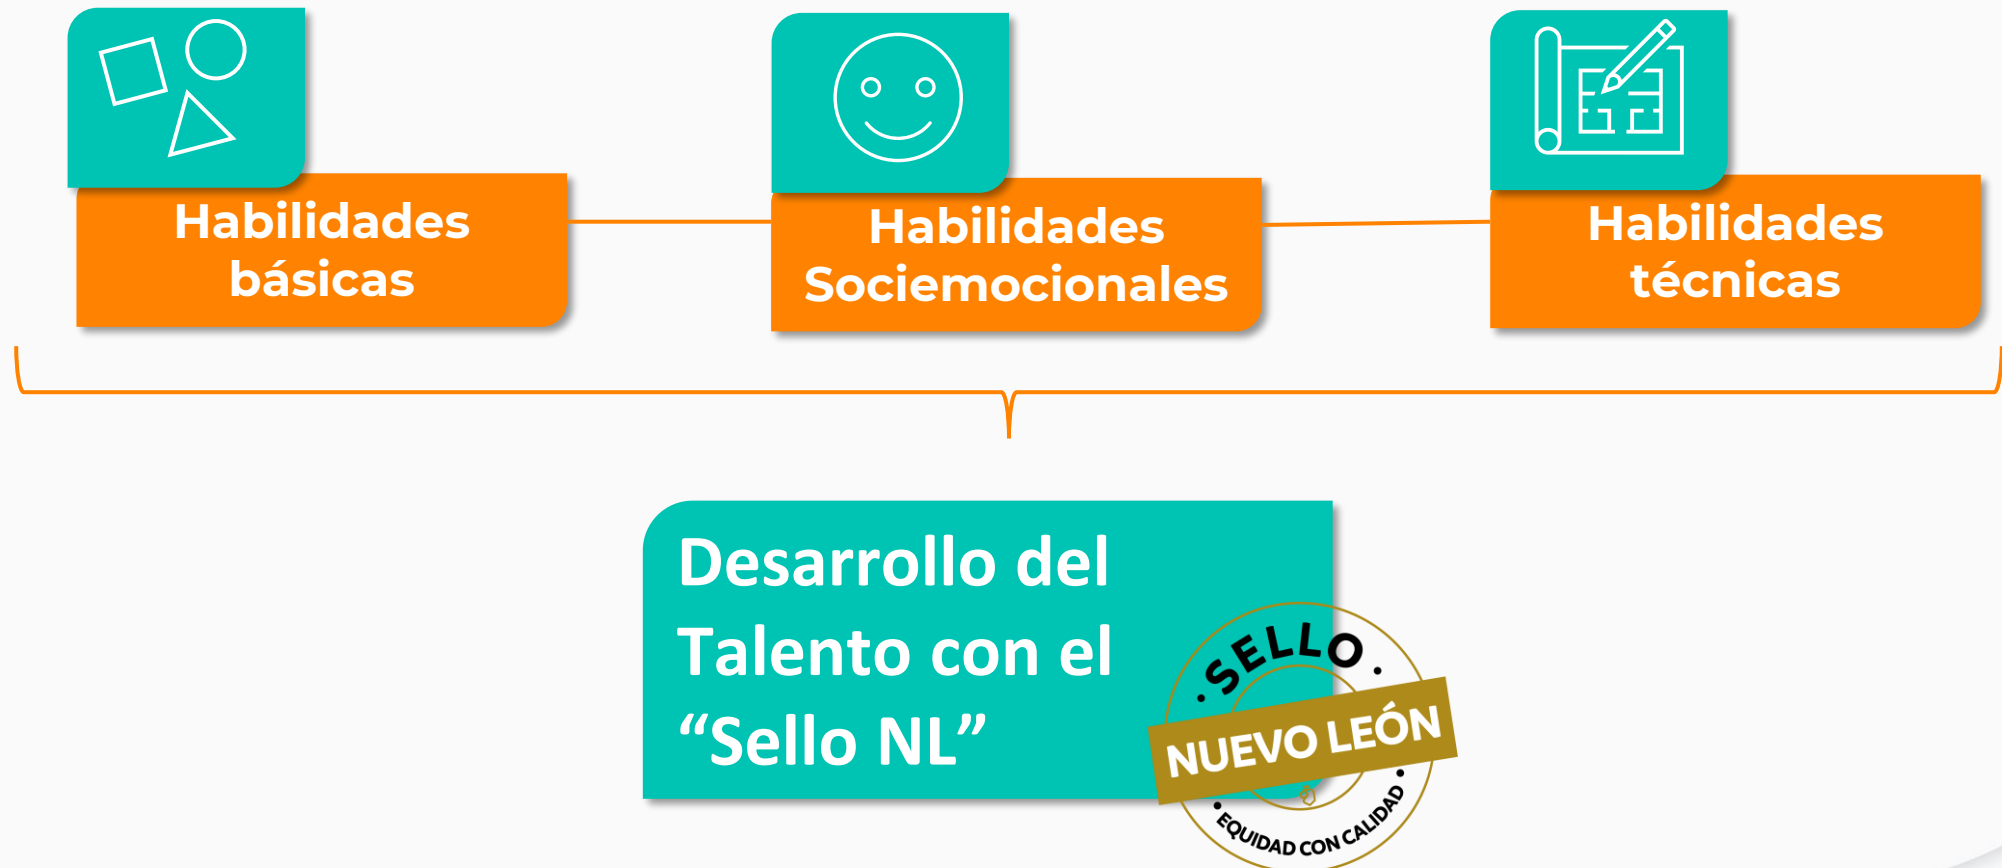 Habilidades
básicas
Habilidades
Sociemocionales
Habilidades
técnicas
Desarrollo del
Talento con el
“Sello NL”
· SELLO ·
NUEVO LEÓN
· EQUIDAD CON CALIDAD ·